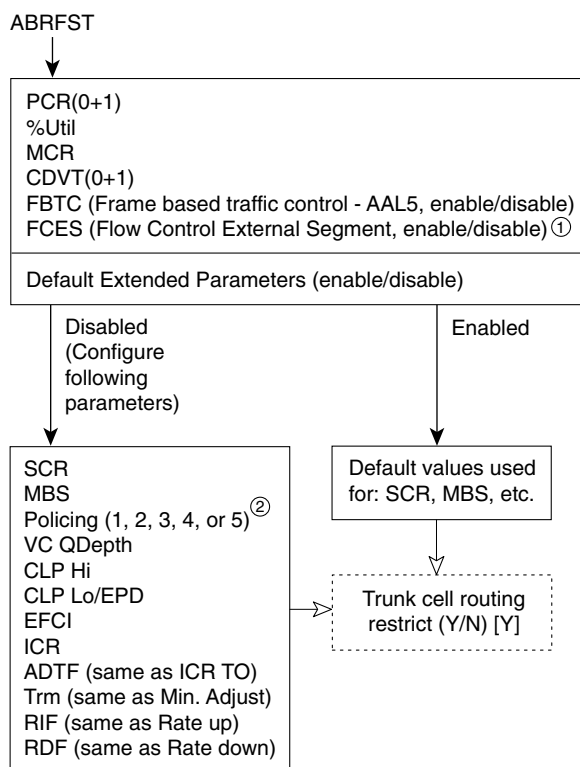 ABRFST
PCR(0+1)
%Util
MCR
CDVT(0+1)
FBTC (Frame based traffic control - AAL5, enable/disable)
FCES (Flow Control External Segment, enable/disable) ①
Default Extended Parameters (enable/disable)
Disabled
(Configure
following
parameters)
Enabled
SCR
MBS
Policing (1, 2, 3, 4, or 5) ②
VC QDepth
CLP Hi
CLP Lo/EPD
EFCI
ICR
ADTF (same as ICR TO)
Trm (same as Min. Adjust)
RIF (same as Rate up)
RDF (same as Rate down)
Default values used
for: SCR, MBS, etc.
Trunk cell routing
restrict (Y/N) [Y]